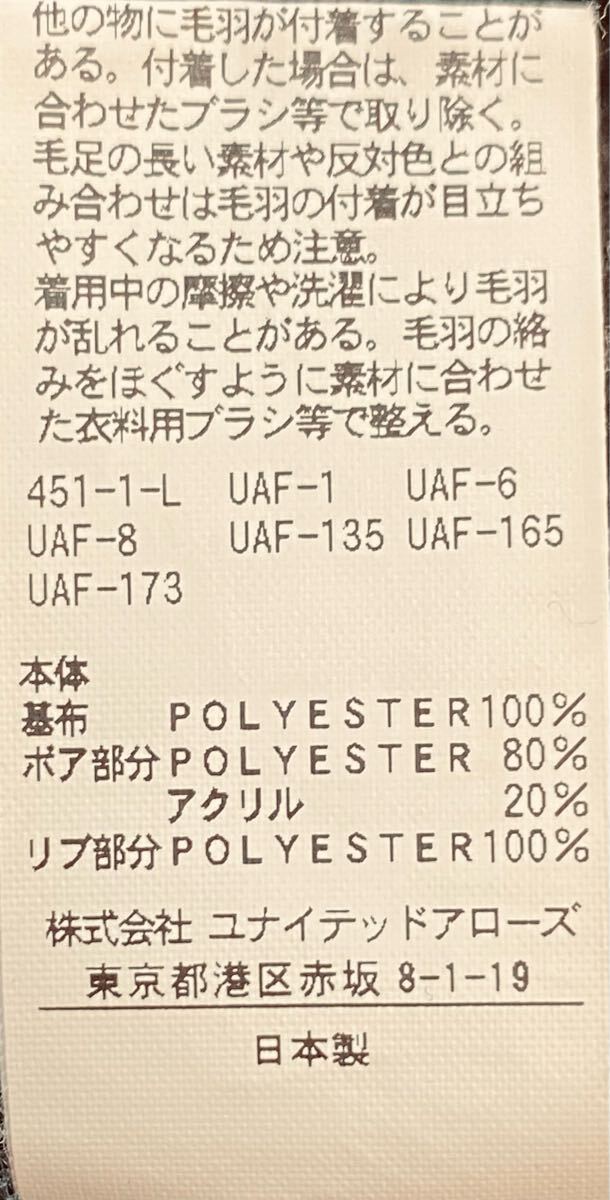 他の物に毛羽が付着することが
ある。付着した場合は、素材に
合わせたブラシ等で取り除く。
毛足の長い素材や反対色との組
み合わせは毛羽の付着が目立ち
やすくなるため注意。
着用中の摩擦や洗濯により毛羽
が乱れることがある。毛羽の絡
みをほぐすように素材に合わせ
た衣料用ブラシ等で整える。
451-1-L UAF-1 UAF-6
UAF-8 UAF-135 UAF-165
UAF-173
本体
基布 POLYESTER100%
ボア部分POLYESTER 80%
アクリル 20%
リブ部分POLYESTER100%
株式会社 ユナイテッドアローズ
東京都港区赤坂 8-1-19
日本製